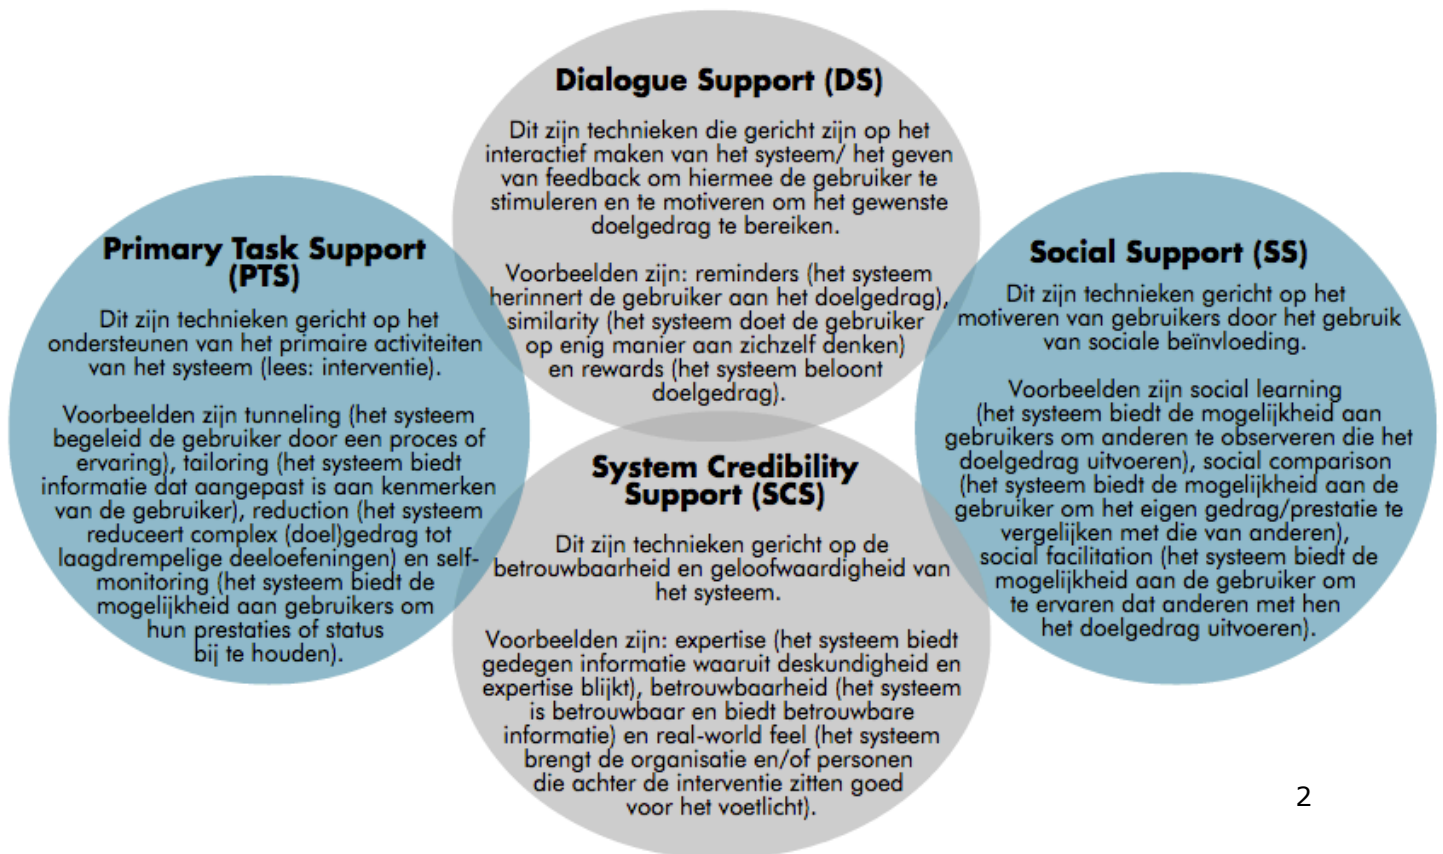 Dialogue Support (DS)
Dit zijn technieken die gericht zijn op het
interactief maken van het systeem/ het geven
van feedback om hiermee de gebruiker te
stimuleren en te motiveren om het gewenste
doelgedrag te bereiken.
Voorbeelden zijn: reminders (het systeem
herinnert de gebruiker aan het doelgedrag),
similarity (het systeem doet de gebruiker
op enig manier aan zichzelf denken)
en rewards (het systeem beloont
doelgedrag).
Primary Task Support
(PTS)
Dit zijn technieken gericht op het
ondersteunen van het primaire activiteiten
van het systeem (lees: interventie).
Voorbeelden zijn tunneling (het systeem
begeleid de gebruiker door een proces of
ervaring), tailoring (het systeem biedt
informatie dat aangepast is aan kenmerken
van de gebruiker), reduction (het systeem
reduceert complex (doel)gedrag tot
laagdrempelige deeloefeningen) en self-
monitoring (het systeem biedt de
mogelijkheid aan gebruikers om
hun prestaties of status
bij te houden).
System Credibility
Support (SCS)
Dit zijn technieken gericht op de
betrouwbaarheid en geloofwaardigheid van
het systeem.
Voorbeelden zijn: expertise (het systeem biedt
gedegen informatie waaruit deskundigheid en
expertise blijkt), betrouwbaarheid (het systeem
is betrouwbaar en biedt betrouwbare
informatie) en real-world feel (het systeem
brengt de organisatie en/of personen
die achter de interventie zitten goed
voor het voetlicht).
Social Support (SS)
Dit zijn technieken gericht op het
motiveren van gebruikers door het gebruik
van sociale beïnvloeding.
Voorbeelden zijn social learning
(het systeem biedt de mogelijkheid aan
gebruikers om anderen te observeren die het
doelgedrag uitvoeren), social comparison
(het systeem biedt de mogelijkheid aan de
gebruiker om het eigen gedrag/prestatie te
vergelijken met die van anderen),
social facilitation (het systeem biedt de
mogelijkheid aan de gebruiker om
te ervaren dat anderen met hen
het doelgedrag uitvoeren).
2